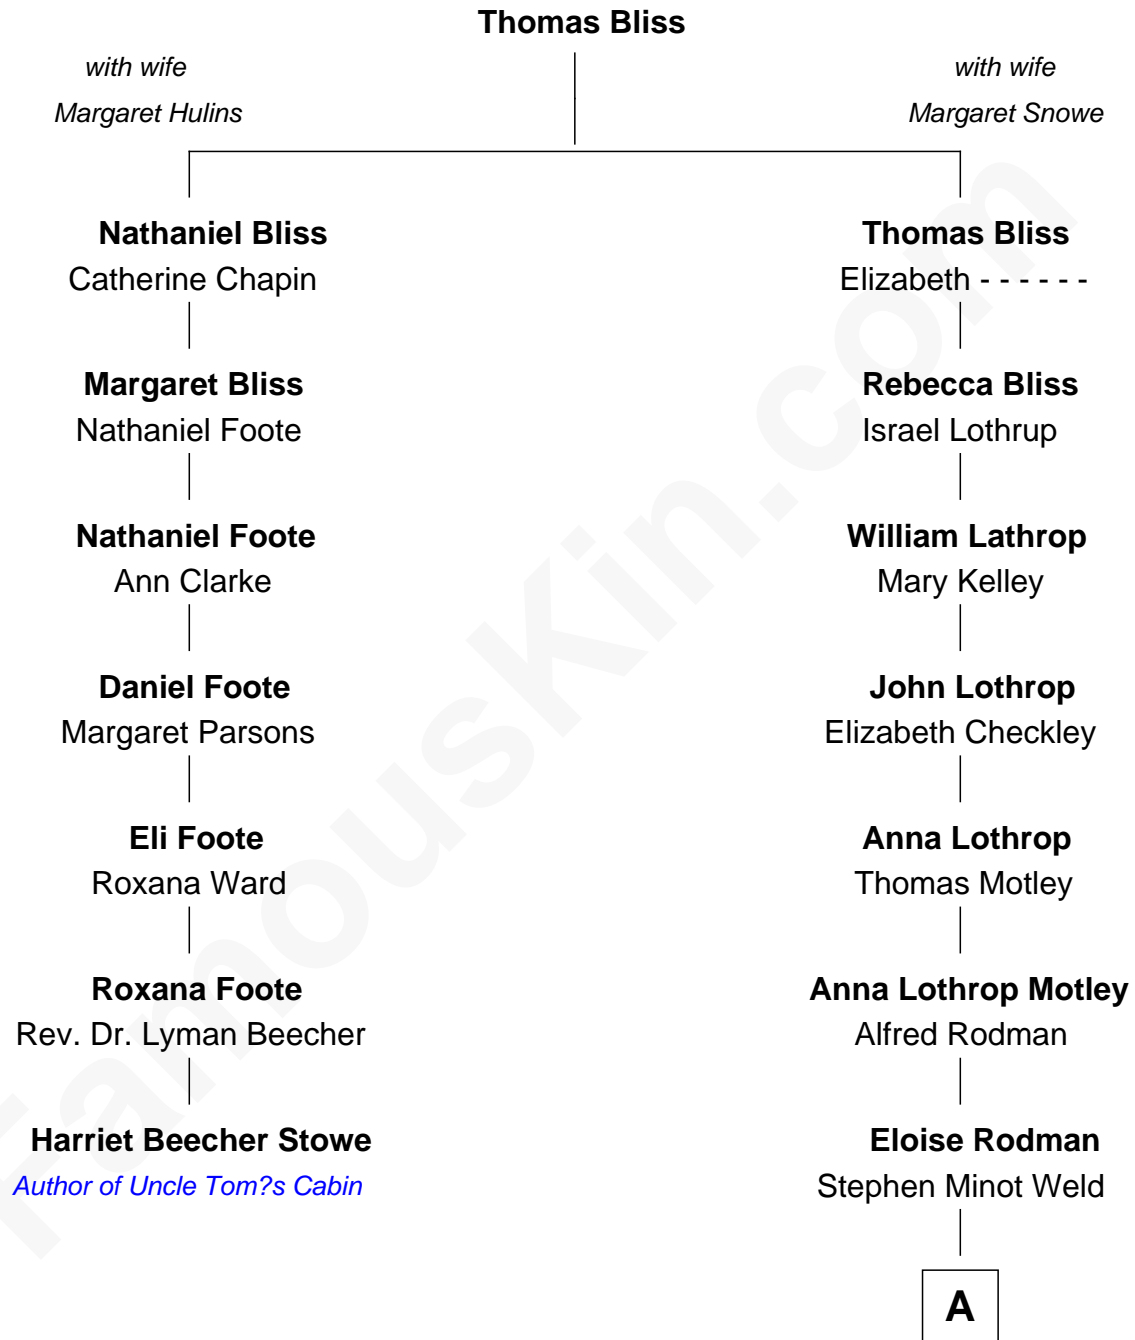 Thomas Bliss
with wife
Margaret Hulins
with wife
Margaret Snowe
Nathaniel Bliss
Catherine Chapin
Thomas Bliss
Elizabeth - - - - - -
Margaret Bliss
Nathaniel Foote
Rebecca Bliss
Israel Lothrup
Nathaniel Foote
Ann Clarke
William Lathrop
Mary Kelley
Daniel Foote
Margaret Parsons
John Lothrop
Elizabeth Checkley
Eli Foote
Roxana Ward
Anna Lothrop
Thomas Motley
Roxana Foote
Rev. Dr. Lyman Beecher
Anna Lothrop Motley
Alfred Rodman
Harriet Beecher Stowe
Author of Uncle Tom?s Cabin
Eloise Rodman
Stephen Minot Weld
A
FamousKin.com